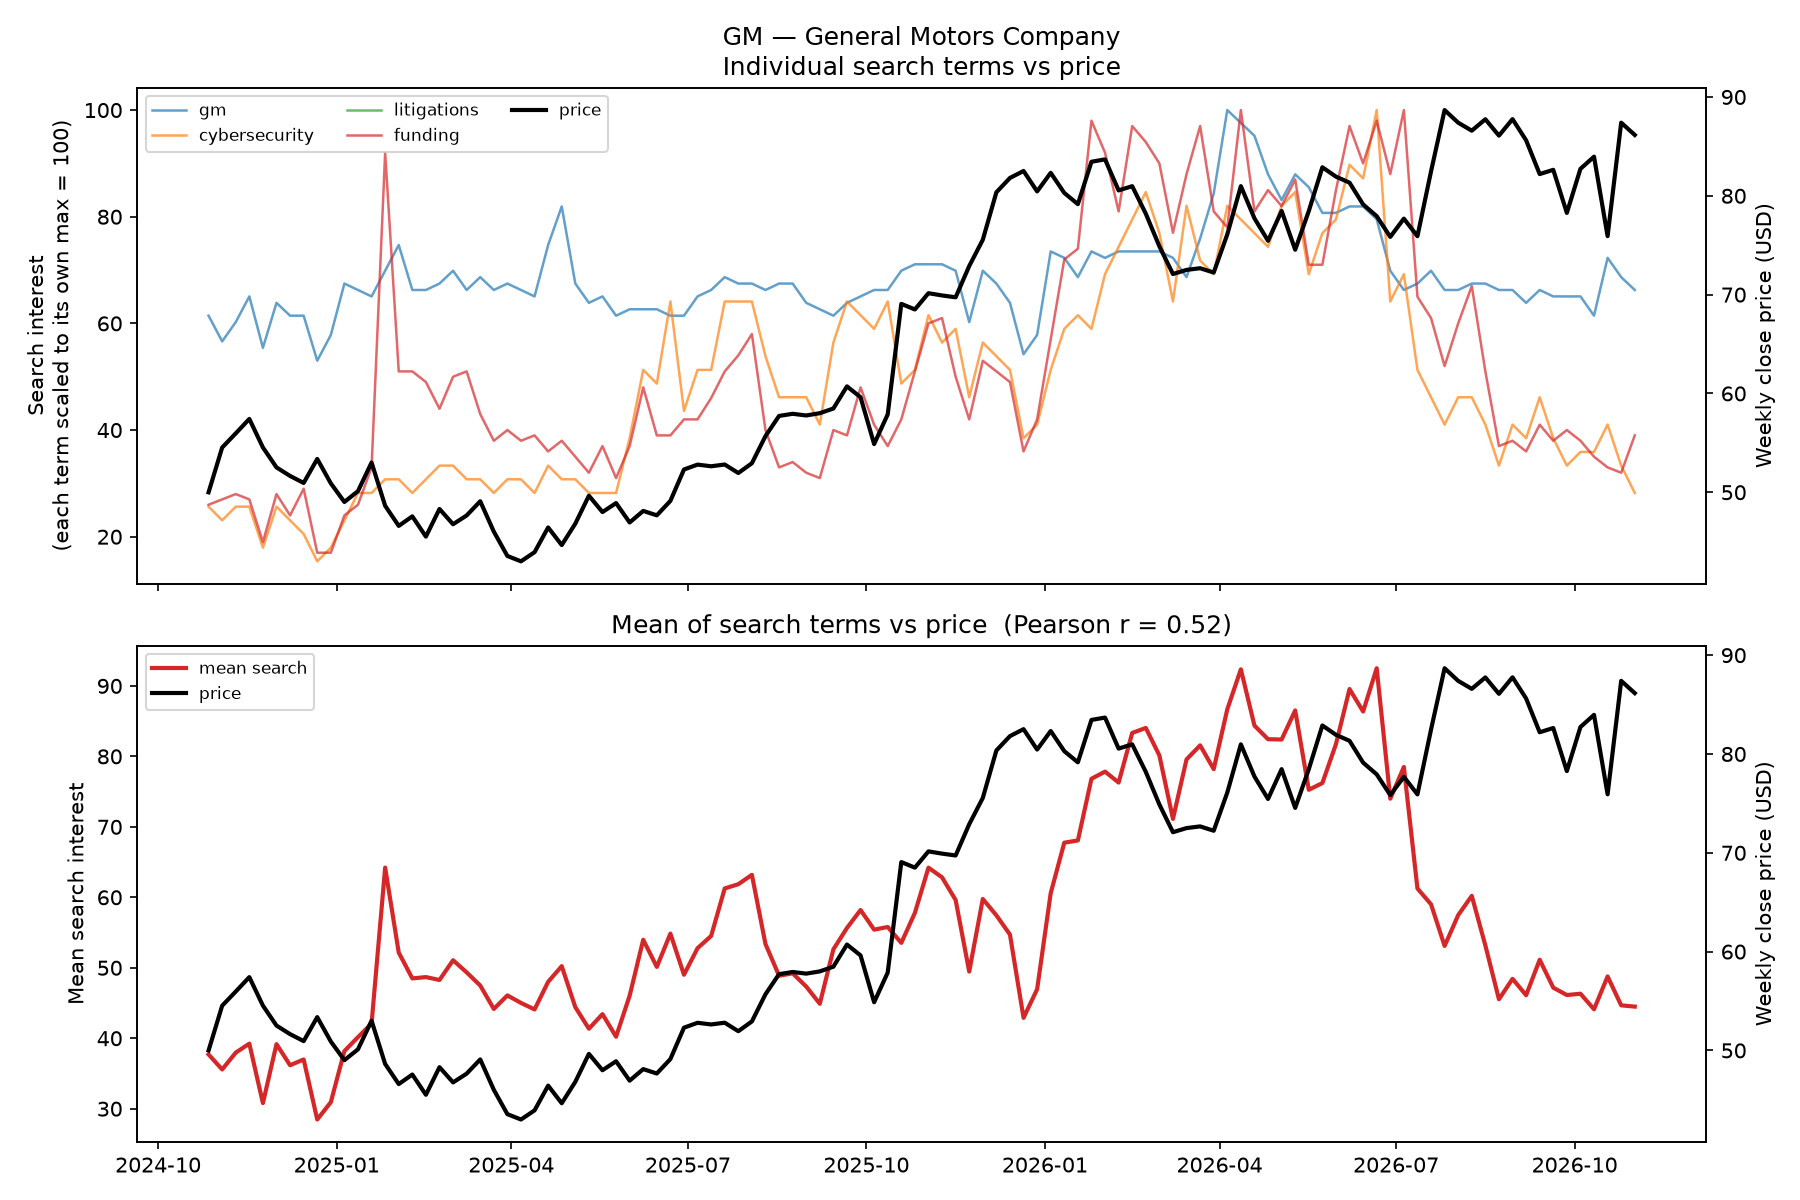 GM — General Motors Company
Individual search terms vs price
gm
cybersecurity
litigations
funding
price
Search interest
(each term scaled to its own max = 100)
100
80
60
40
20
Weekly close price (USD)
90
80
70
60
50
Mean of search terms vs price  (Pearson r = 0.52)
mean search
price
Mean search interest
90
80
70
60
50
40
30
Weekly close price (USD)
90
80
70
60
50
2024-10
2025-01
2025-04
2025-07
2025-10
2026-01
2026-04
2026-07
2026-10